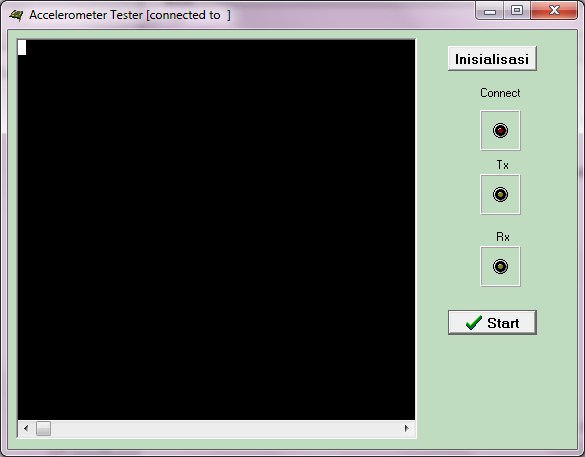 Accelerometer Tester [connected to  ]
Inisialisasi
Connect
Tx
Rx
Start